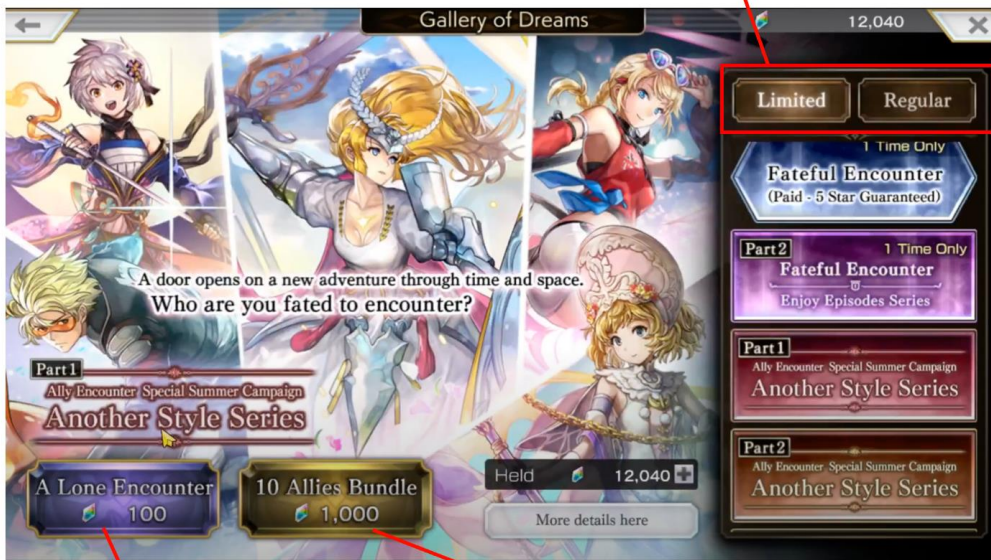 Gallery of Dreams
12,040
Limited
Regular
1 Time Only
Fateful Encounter
(Paid - 5 Star Guaranteed)
Part2
1 Time Only
Fateful Encounter
Enjoy Episodes Series
Part1
Ally Encounter Special Summer Campaign
Another Style Series
Part2
Ally Encounter Special Summer Campaign
Another Style Series
A door opens on a new adventure through time and space.
Who are you fated to encounter?
Part1
Ally Encounter Special Summer Campaign
Another Style Series
A Lone Encounter
100
10 Allies Bundle
1,000
Held 12,040
More details here